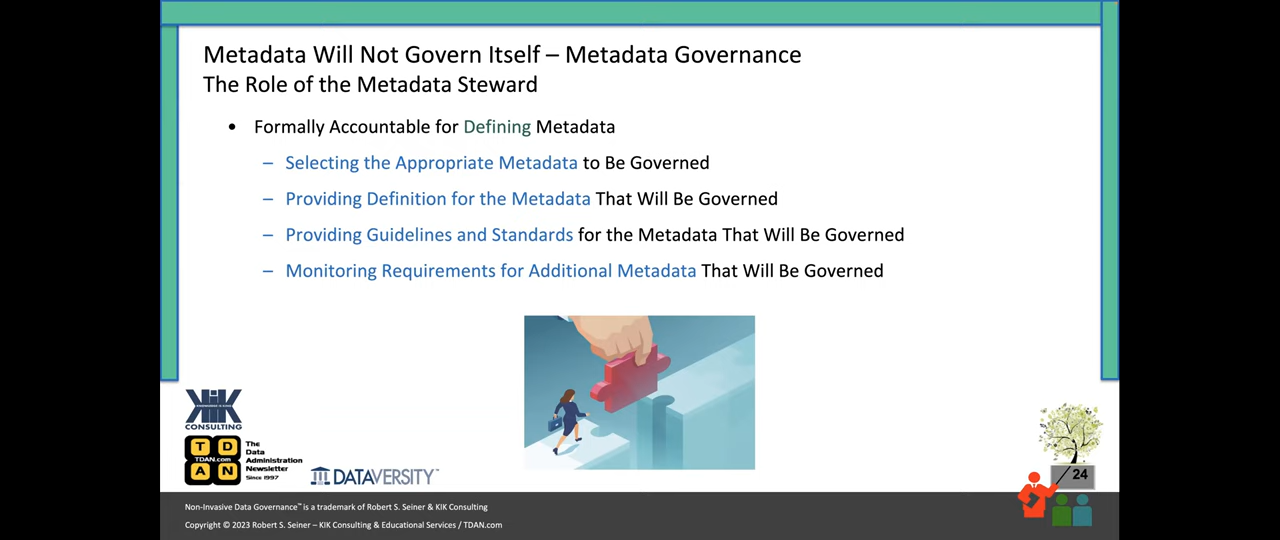 Metadata Will Not Govern Itself – Metadata Governance
The Role of the Metadata Steward
• Formally Accountable for Defining Metadata
– Selecting the Appropriate Metadata to Be Governed
– Providing Definition for the Metadata That Will Be Governed
– Providing Guidelines and Standards for the Metadata That Will Be Governed
– Monitoring Requirements for Additional Metadata That Will Be Governed
KIK
CONSULTING
T D
TDAN.com
A N
The
Data
Administration
Newsletter
Since 1997
DATAVERSITY™
24
Non-Invasive Data Governance™ is a trademark of Robert S. Seiner & KIK Consulting
Copyright © 2023 Robert S. Seiner – KIK Consulting & Educational Services / TDAN.com